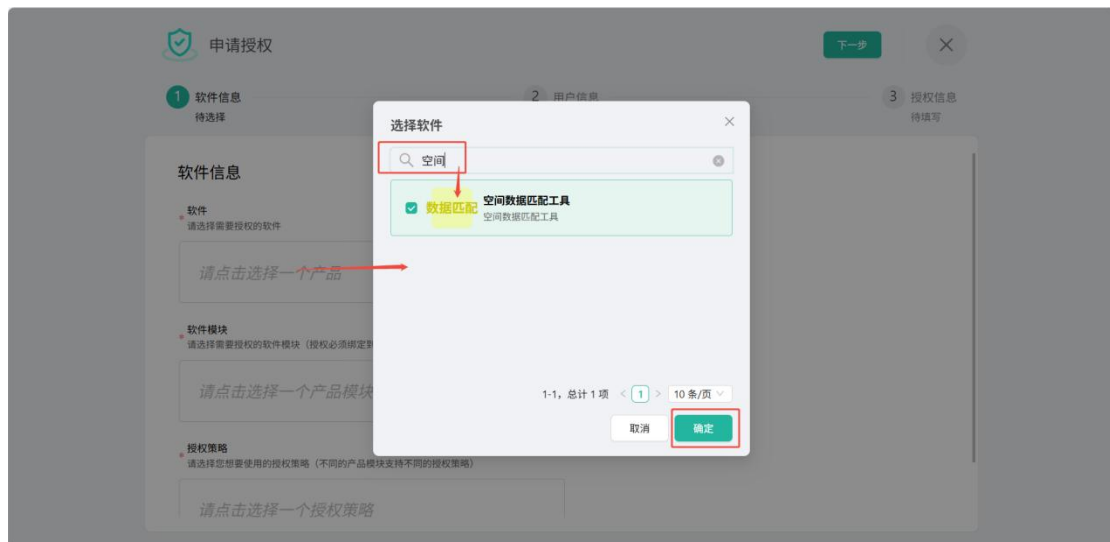 申请授权
下一步
1 软件信息
待选择
2 用户信息
3 授权信息
待填写
软件信息
* 软件
请选择需要授权的软件
请点击选择一个产品
* 软件模块
请选择需要授权的软件模块（授权必须绑定到
请点击选择一个产品模块
* 授权策略
请选择您想要使用的授权策略（不同的产品模块支持不同的授权策略）
请点击选择一个授权策略
选择软件
空间
数据匹配
空间数据匹配工具
空间数据匹配工具
1-1，总计 1 项 < 1 > 10 条/页
取消
确定